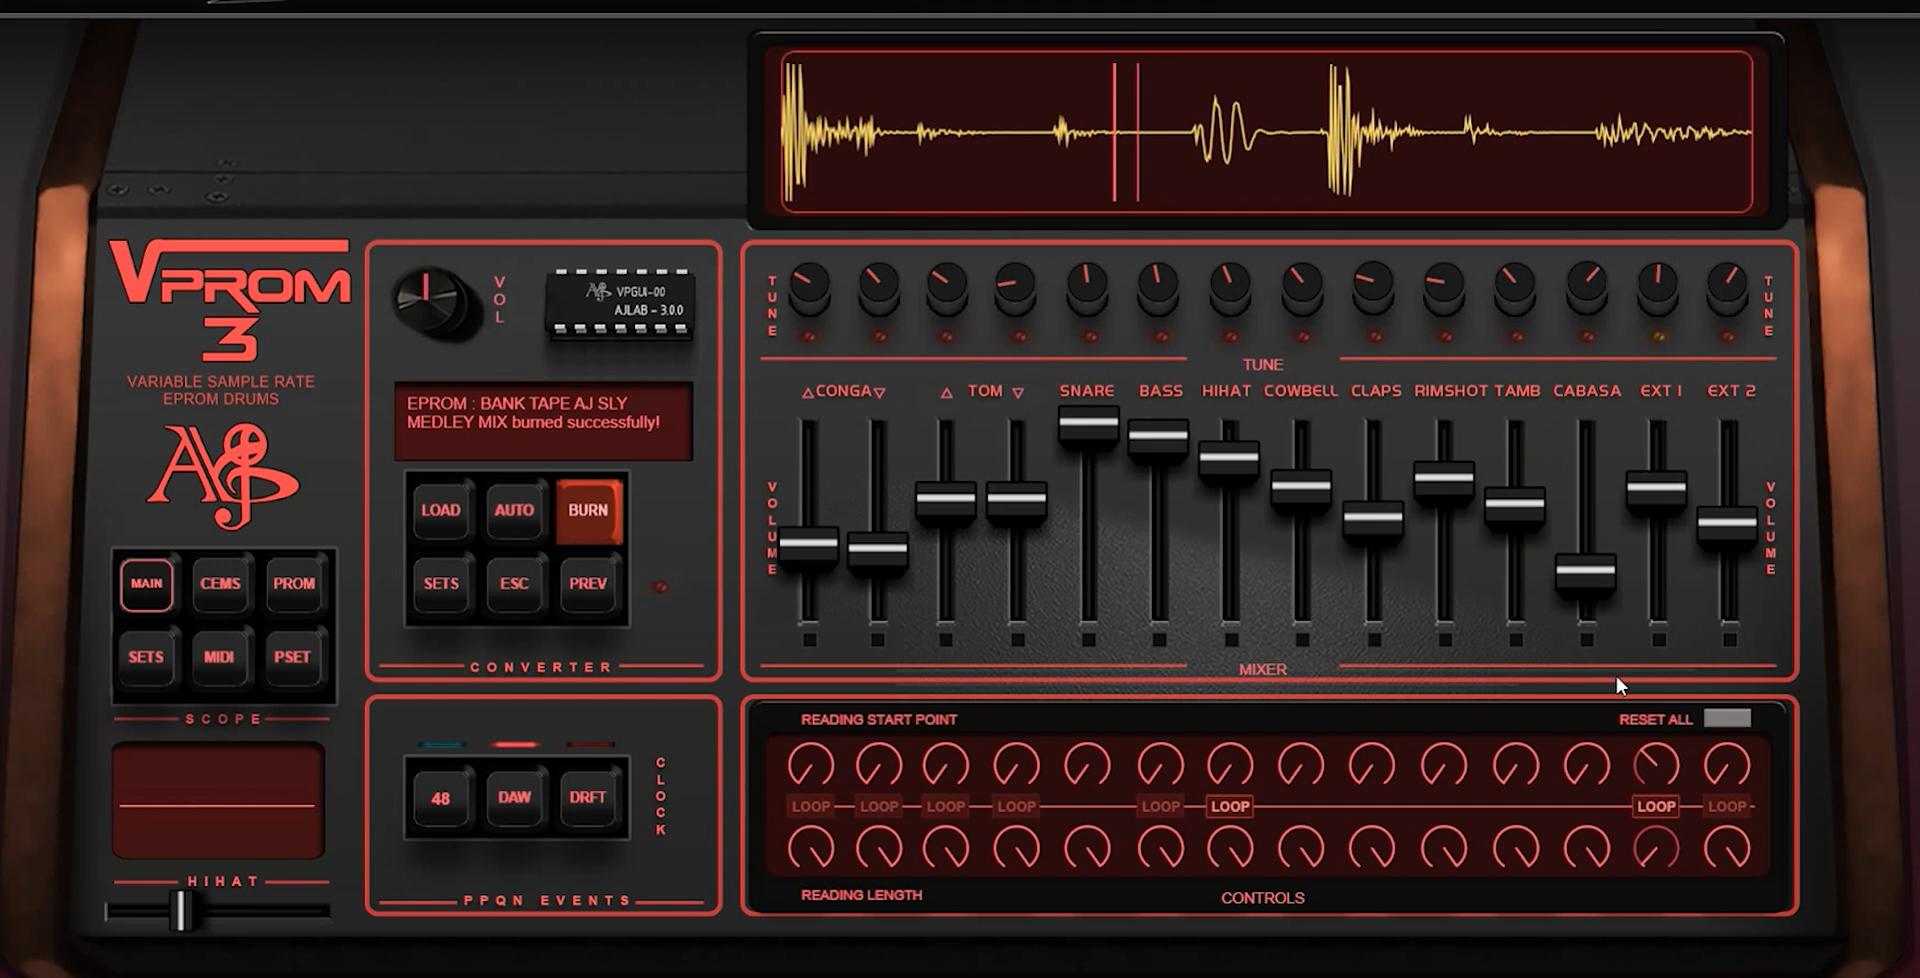 VPROM
3
VARIABLE SAMPLE RATE
EPROM DRUMS
AJ
MAIN CEMS PROM
SETS MIDI PSET
SCOPE
HIHAT
VOL
VPGUI-00
AJLAB - 3.0.0
EPROM : BANK TAPE AJ SLY
MEDLEY MIX burned successfully!
LOAD AUTO BURN
SETS ESC PREV
CONVERTER
48 DAW DRFT
CLOCK
PPQN EVENTS
TUNE TUNE
TUNE
△CONGA▽ △ TOM ▽ SNARE BASS HIHAT COWBELL CLAPS RIMSHOT TAMB CABASA EXT 1 EXT 2
VOLUME VOLUME
MIXER
READING START POINT RESET ALL
LOOP LOOP LOOP LOOP LOOP LOOP LOOP LOOP
READING LENGTH CONTROLS